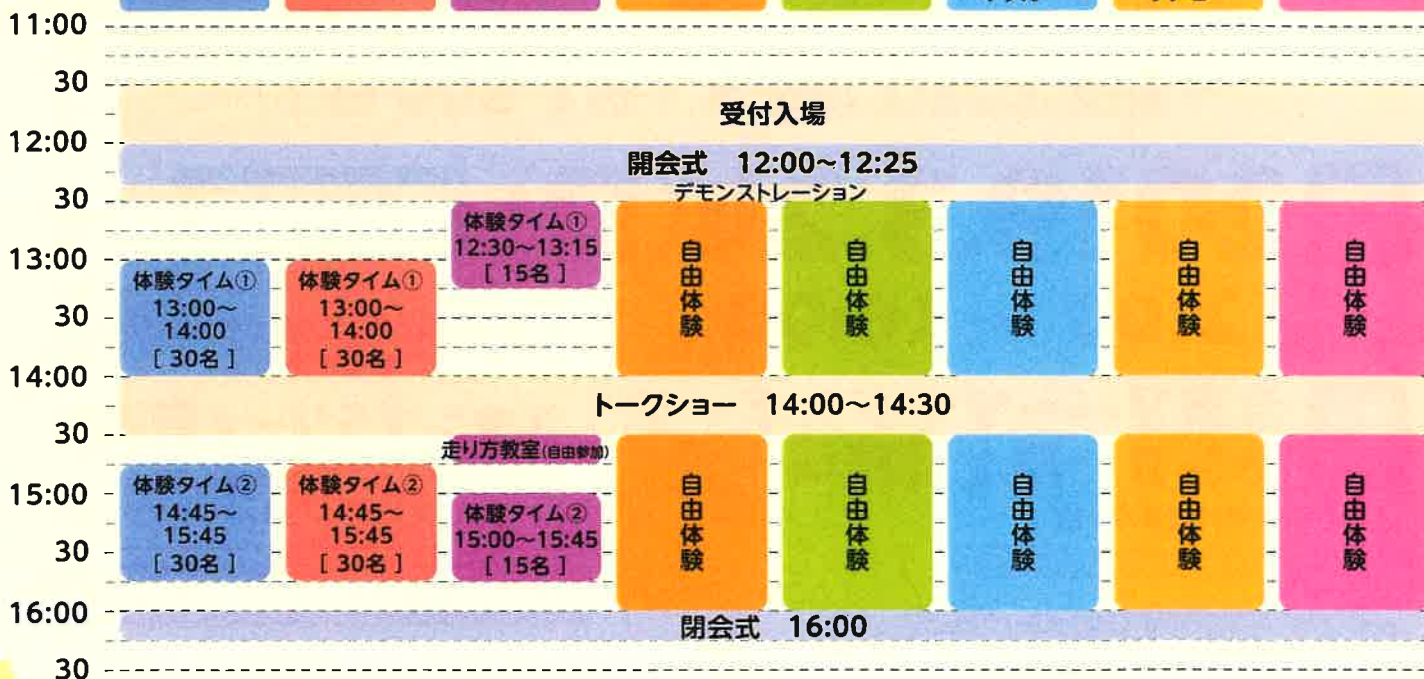 11:00
30
受付入場
12:00
開会式 12:00~12:25
デモンストレーション
30
体験タイム①
12:30~13:15
[ 15名 ]
自由体験
自由体験
自由体験
自由体験
自由体験
13:00
体験タイム①
13:00~
14:00
[ 30名 ]
体験タイム①
13:00~
14:00
[ 30名 ]
30
14:00
トークショー 14:00~14:30
30
走り方教室(自由参加)
体験タイム②
14:45~
15:45
[ 30名 ]
体験タイム②
14:45~
15:45
[ 30名 ]
15:00
体験タイム②
15:00~15:45
[ 15名 ]
自由体験
自由体験
自由体験
自由体験
自由体験
30
16:00
閉会式 16:00
30